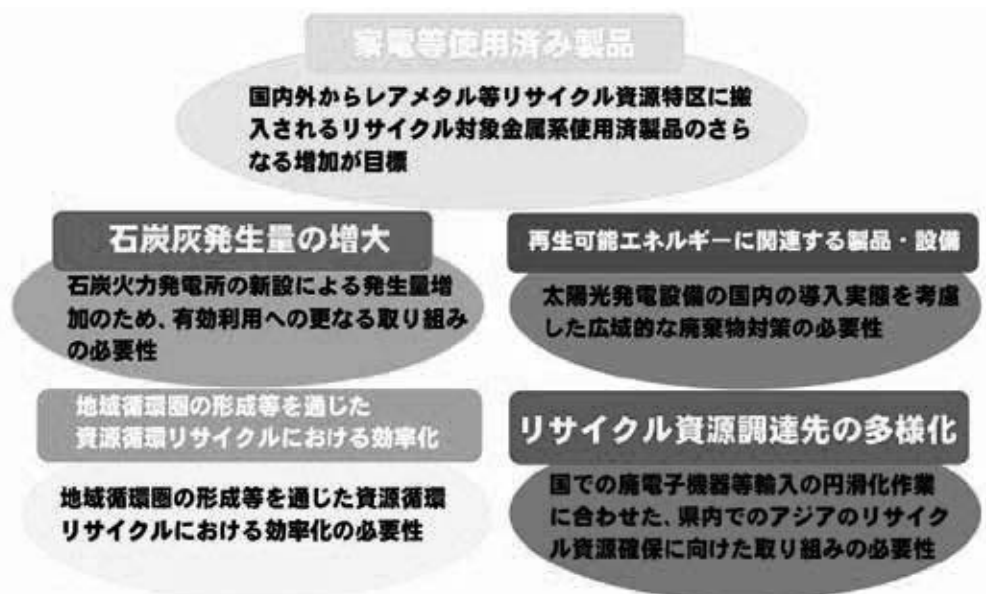 家電等使用済み製品
国内外からレアメタル等リサイクル資源特区に搬
入されるリサイクル対象金属系使用済製品のさら
なる増加が目標
石炭灰発生量の増大
石炭火力発電所の新設による発生量増
加のため、有効利用への更なる取り組み
の必要性
再生可能エネルギーに関連する製品・設備
太陽光発電設備の国内の導入実態を考慮
した広域的な廃棄物対策の必要性
地域循環圏の形成等を通じた
資源循環リサイクルにおける効率化
地域循環圏の形成等を通じた資源循環
リサイクルにおける効率化の必要性
リサイクル資源調達先の多様化
国での廃電子機器等輸入の円滑化作業
に合わせた、県内でのアジアのリサイク
ル資源確保に向けた取り組みの必要性